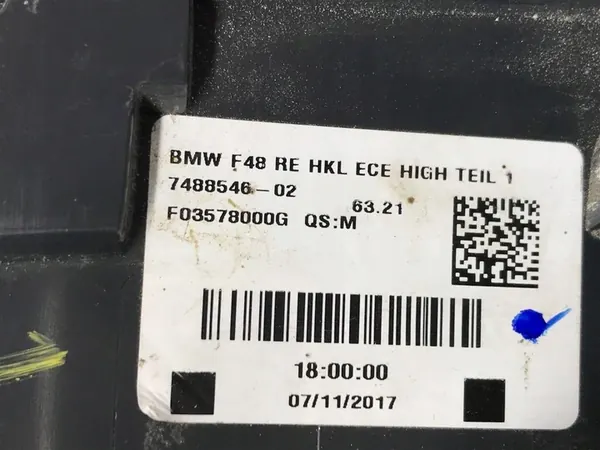 BMW F48 RE HKL ECE HIGH TEIL 1
7488546-02 63.21
F03578000G QS:M
18:00:00
07/11/2017